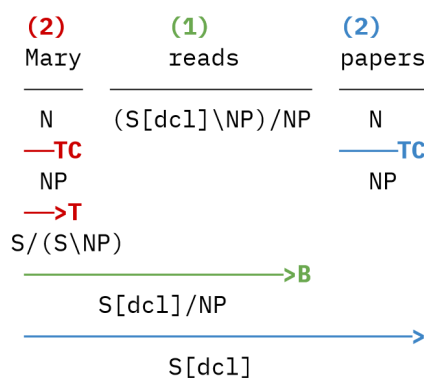 (2) (1) (2)
Mary reads papers
N (S[dcl]\NP)/NP N
TC TC
NP NP
>T
S/(S\NP)
>B
S[dcl]/NP
>
S[dcl]